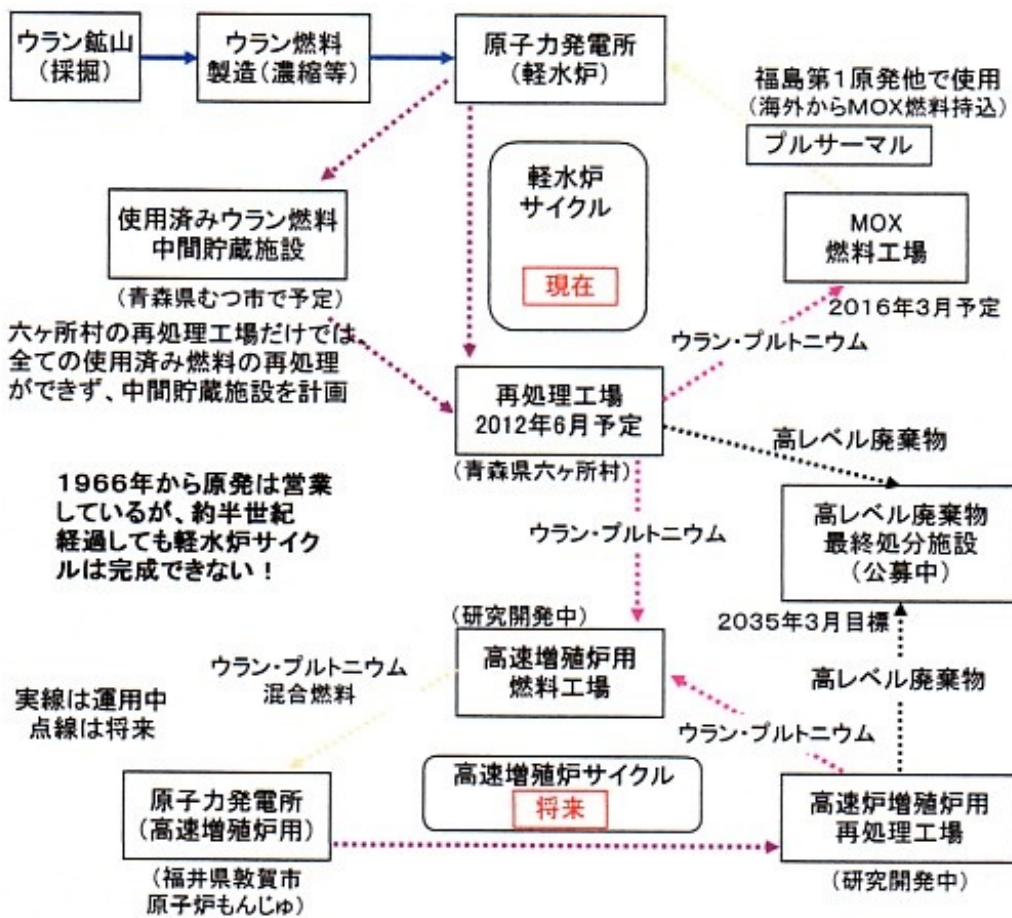 ウラン鉱山
(採掘)
ウラン燃料
製造(濃縮等)
原子力発電所
(軽水炉)
福島第1原発他で使用
(海外からMOX燃料持込)
プルサーマル
軽水炉
サイクル
現在
使用済みウラン燃料
中間貯蔵施設
(青森県むつ市で予定)
MOX
燃料工場
2016年3月予定
六ヶ所村の再処理工場だけでは
全ての使用済み燃料の再処理
ができず、中間貯蔵施設を計画
ウラン・プルトニウム
再処理工場
2012年6月予定
(青森県六ヶ所村)
高レベル廃棄物
1966年から原発は営業
しているが、約半世紀
経過しても軽水炉サイク
ルは完成できない！
ウラン・プルトニウム
高レベル廃棄物
最終処分施設
(公募中)
2035年3月目標
(研究開発中)
高速増殖炉用
燃料工場
ウラン・プルトニウム
混合燃料
高レベル廃棄物
実線は運用中
点線は将来
ウラン・プルトニウム
高速増殖炉サイクル
将来
原子力発電所
(高速増殖炉用)
(福井県敦賀市
原子炉もんじゅ)
高速炉増殖炉用
再処理工場
(研究開発中)